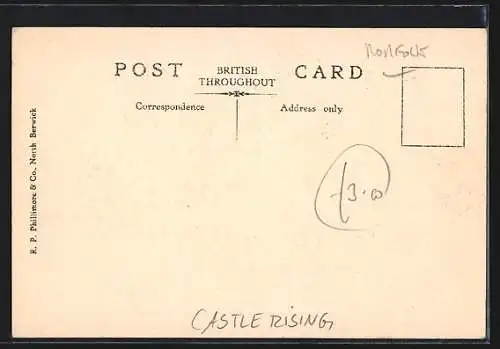 NORFOLK
POST CARD
BRITISH
THROUGHOUT
Correspondence
Address only
R. P. Phillimore & Co. North Berwick
£3.00
CASTLE RISING